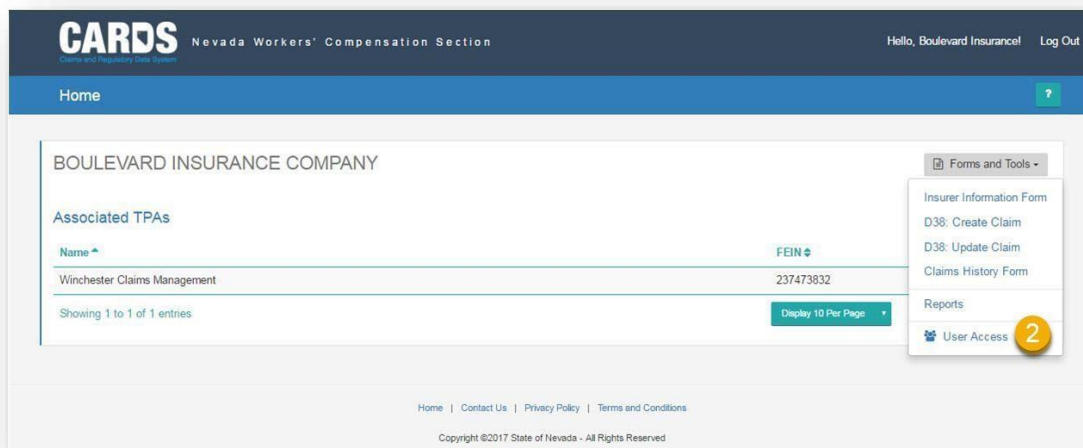 CARDS
Claims and Regulatory Data System
Nevada Workers' Compensation Section
Hello, Boulevard Insurance!
Log Out
Home
?
BOULEVARD INSURANCE COMPANY
Forms and Tools
Insurer Information Form
D38: Create Claim
D38: Update Claim
Claims History Form
Reports
User Access
2
Associated TPAs
Name
FEIN
Winchester Claims Management
237473832
Showing 1 to 1 of 1 entries
Display 10 Per Page
Home | Contact Us | Privacy Policy | Terms and Conditions
Copyright ©2017 State of Nevada - All Rights Reserved